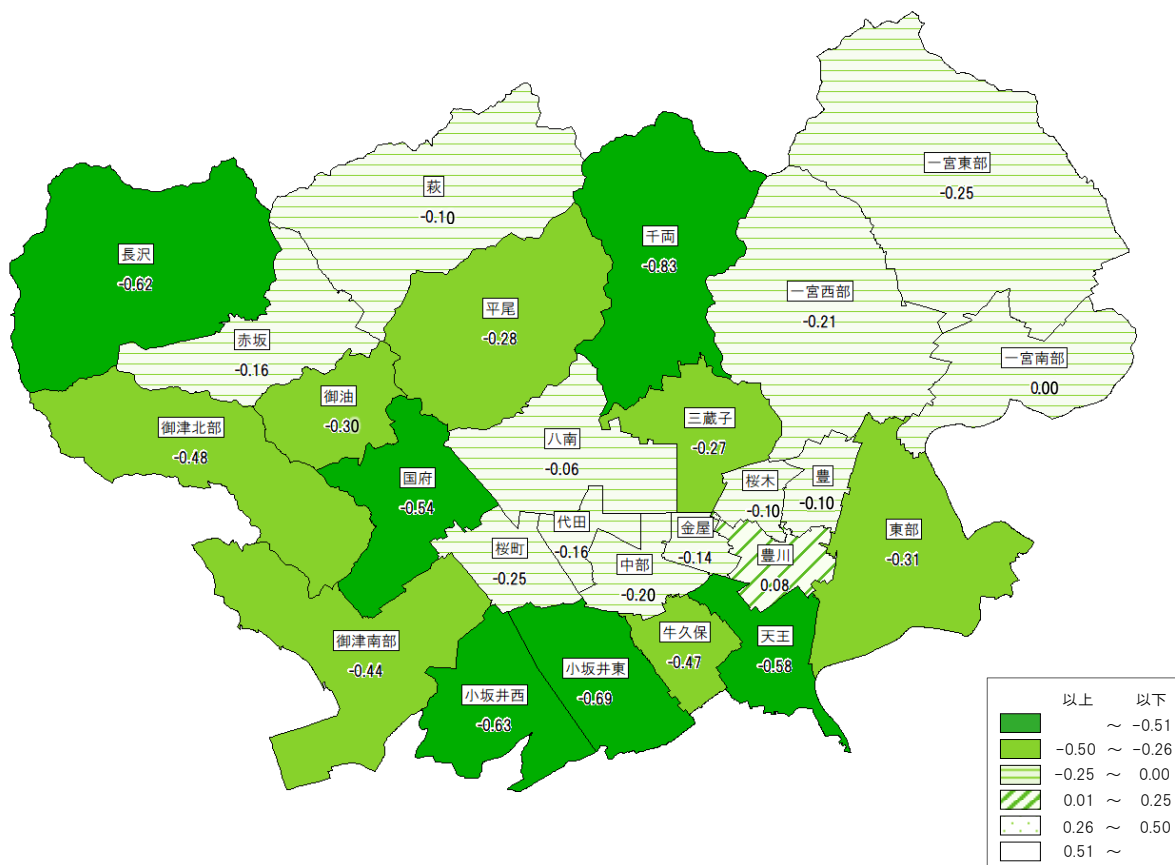 一宮東部
-0.25
萩
-0.10
千両
-0.83
長沢
-0.62
一宮西部
-0.21
平尾
-0.28
赤坂
-0.16
一宮南部
0.00
御油
-0.30
御津北部
-0.48
三蔵子
-0.27
八南
-0.06
国府
-0.54
桜木
-0.10
豊
-0.10
代田
-0.16
金屋
-0.14
東部
-0.31
桜町
-0.25
中部
-0.20
豊川
0.08
御津南部
-0.44
牛久保
-0.47
天王
-0.58
小坂井東
-0.69
小坂井西
-0.63
以上 以下
～ -0.51
-0.50 ～ -0.26
-0.25 ～ 0.00
0.01 ～ 0.25
0.26 ～ 0.50
0.51 ～